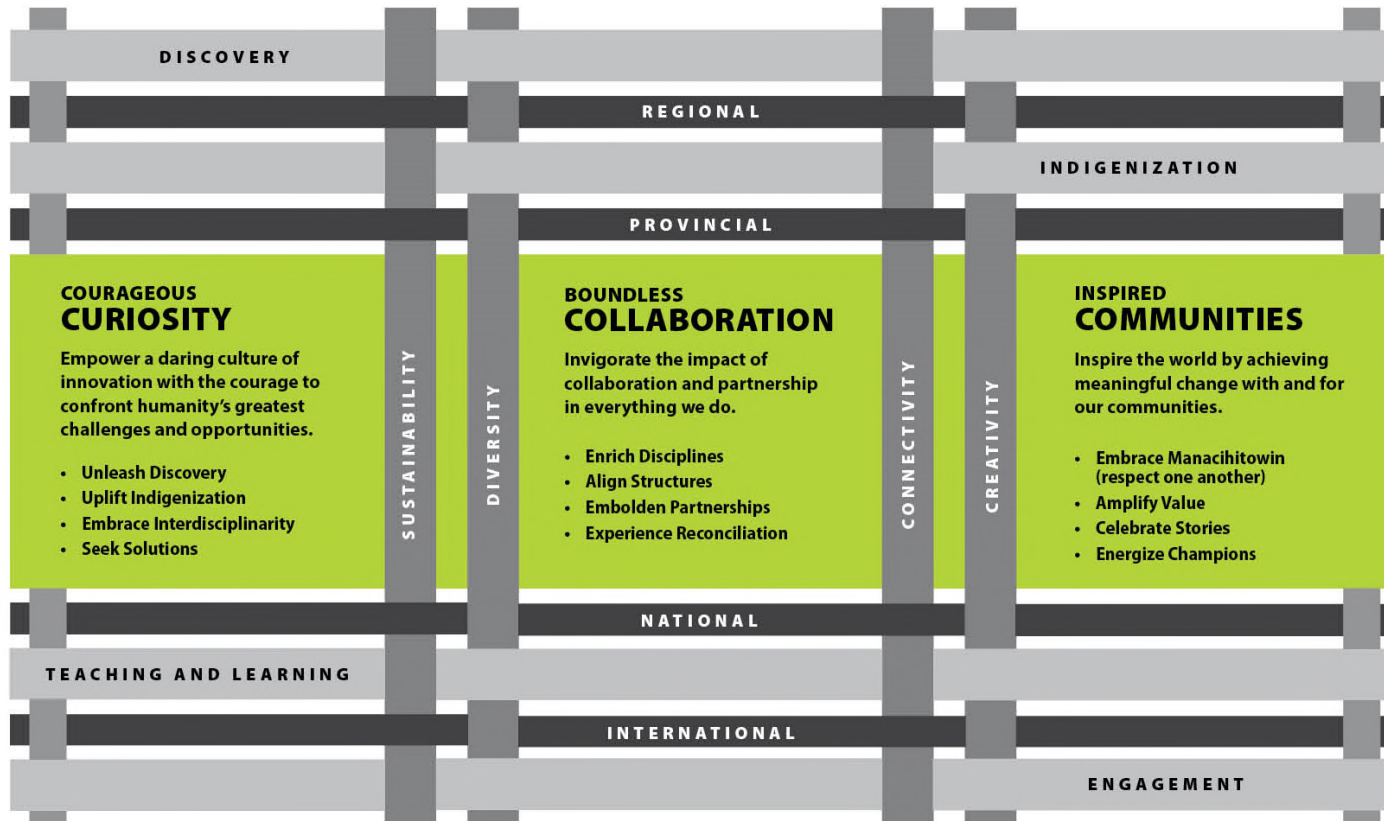 DISCOVERY
REGIONAL
INDIGENIZATION
PROVINCIAL
COURAGEOUS
CURIOSITY
Empower a daring culture of
innovation with the courage to
confront humanity's greatest
challenges and opportunities.
• Unleash Discovery
• Uplift Indigenization
• Embrace Interdisciplinarity
• Seek Solutions
SUSTAINABILITY
DIVERSITY
BOUNDLESS
COLLABORATION
Invigorate the impact of
collaboration and partnership
in everything we do.
• Enrich Disciplines
• Align Structures
• Embolden Partnerships
• Experience Reconciliation
CONNECTIVITY
CREATIVITY
INSPIRED
COMMUNITIES
Inspire the world by achieving
meaningful change with and for
our communities.
• Embrace Manacihitowin
(respect one another)
• Amplify Value
• Celebrate Stories
• Energize Champions
NATIONAL
TEACHING AND LEARNING
INTERNATIONAL
ENGAGEMENT